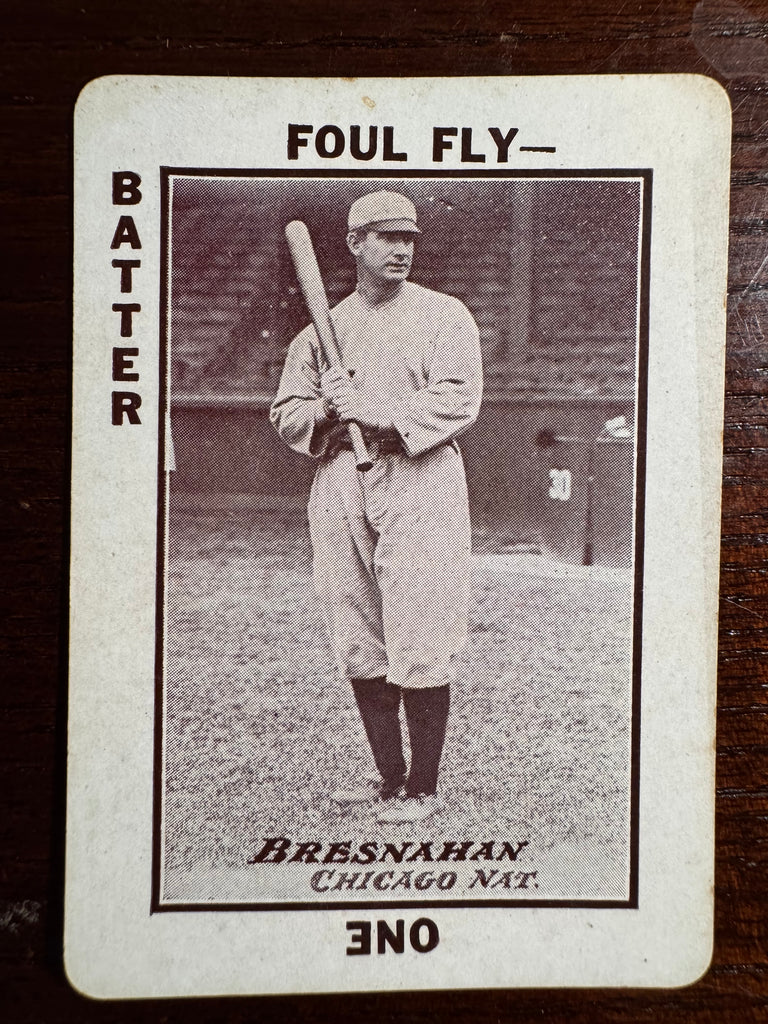 FOUL FLY—
BATTER
30
BRESNAHAN
CHICAGO NAT.
ONE